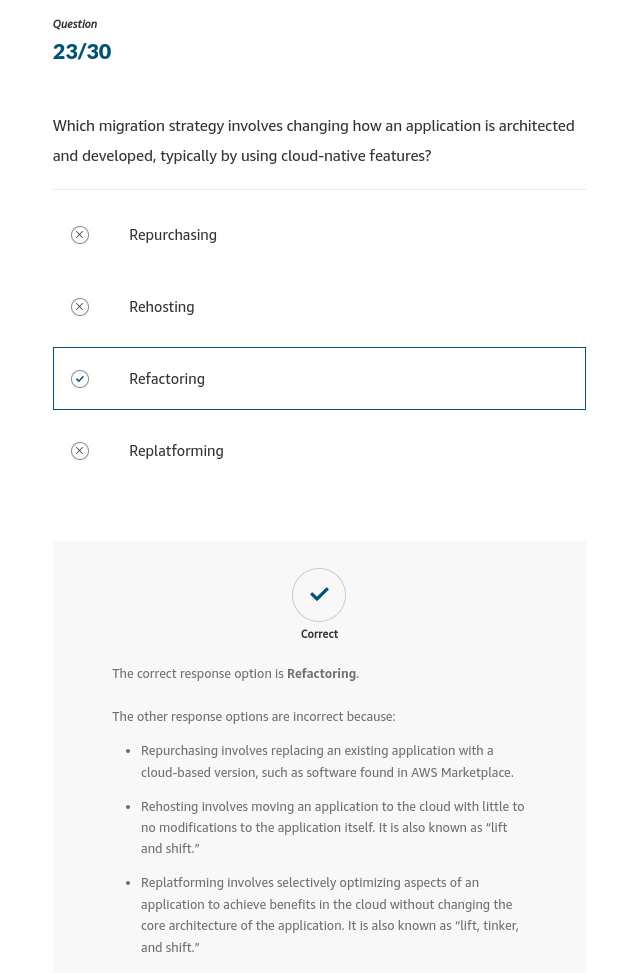 Question
23/30
Which migration strategy involves changing how an application is architected
and developed, typically by using cloud-native features?
Repurchasing
Rehosting
Refactoring
Replatforming
Correct
The correct response option is Refactoring.
The other response options are incorrect because:
• Repurchasing involves replacing an existing application with a
cloud-based version, such as software found in AWS Marketplace.
• Rehosting involves moving an application to the cloud with little to
no modifications to the application itself. It is also known as “lift
and shift.”
• Replatforming involves selectively optimizing aspects of an
application to achieve benefits in the cloud without changing the
core architecture of the application. It is also known as “lift, tinker,
and shift.”